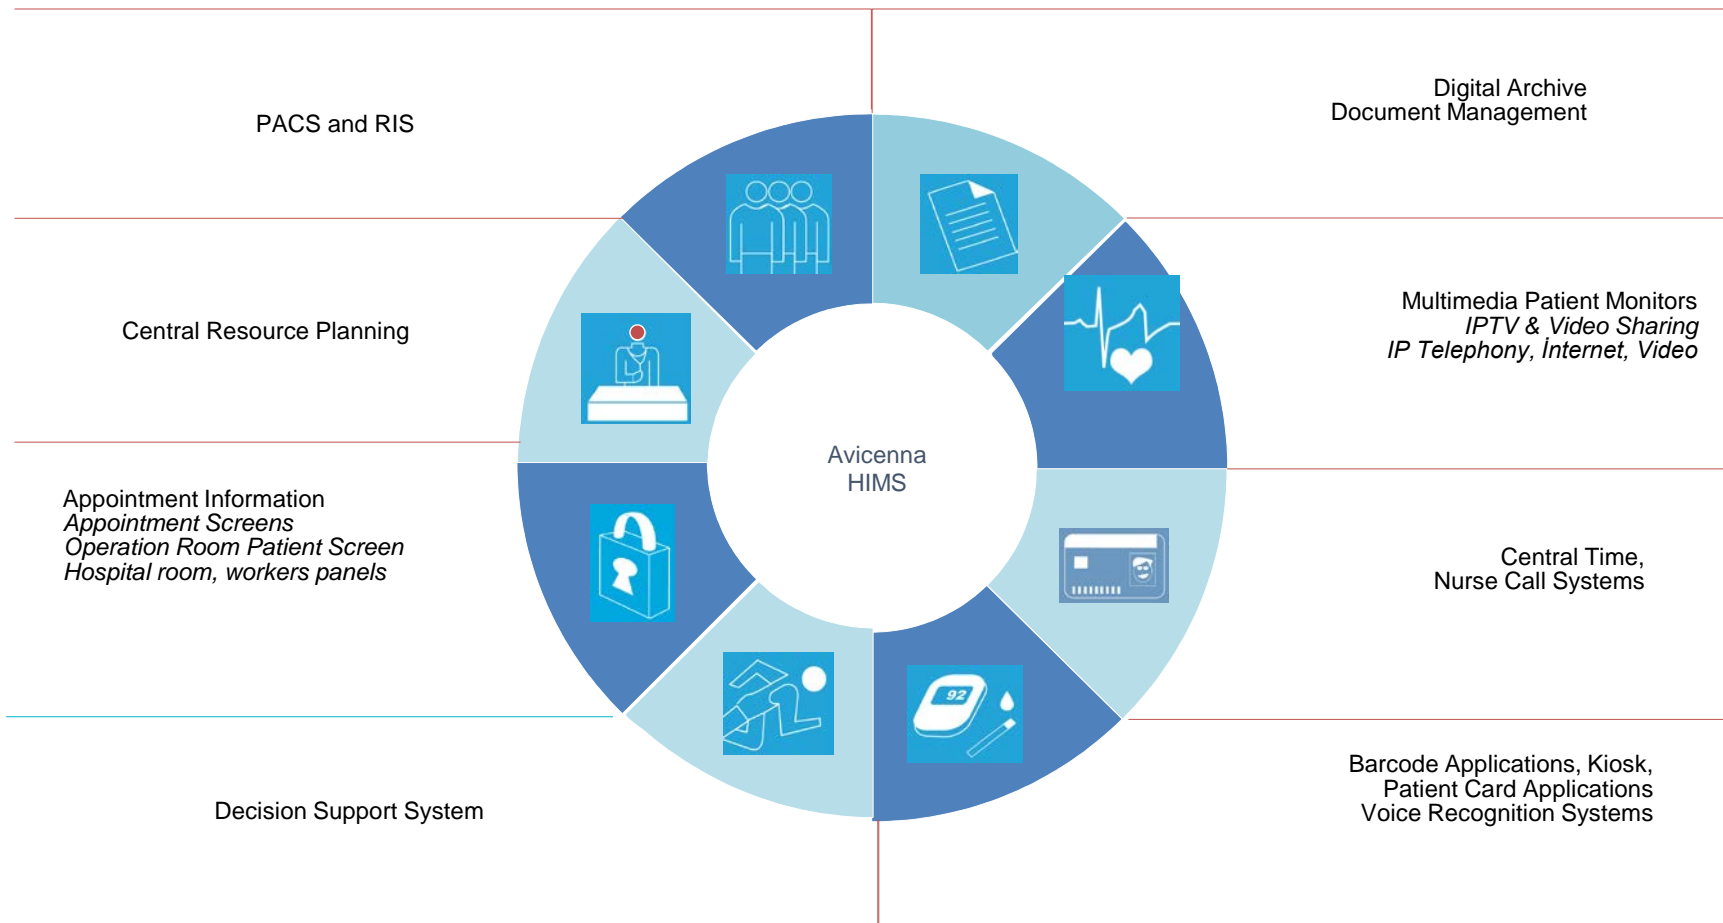 PACS and RIS
Digital Archive
Document Management
Central Resource Planning
Multimedia Patient Monitors
IPTV & Video Sharing
IP Telephony, İnternet, Video
Avicenna
HIMS
Appointment Information
Appointment Screens
Operation Room Patient Screen
Hospital room, workers panels
Central Time,
Nurse Call Systems
92
Decision Support System
Barcode Applications, Kiosk,
Patient Card Applications
Voice Recognition Systems